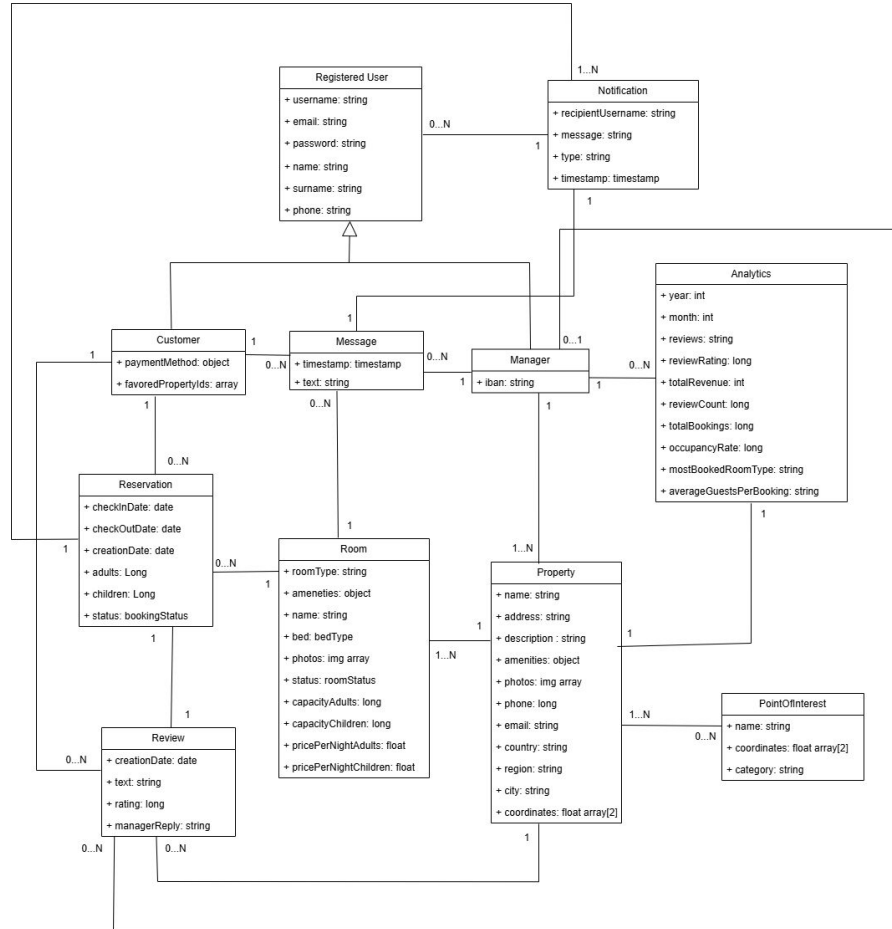 1...N
Registered User
+ username: string
+ email: string
+ password: string
+ name: string
+ surname: string
+ phone: string
0...N
1
Notification
+ recipientUsername: string
+ message: string
+ type: string
+ timestamp: timestamp
1
Analytics
+ year: int
+ month: int
+ reviews: string
+ reviewRating: long
+ totalRevenue: int
+ reviewCount: long
+ totalBookings: long
+ occupancyRate: long
+ mostBookedRoomType: string
+ averageGuestsPerBooking: string
1
Customer
+ paymentMethod: object
+ favoredPropertyIds: array
1
1
1
0...N
1
Message
+ timestamp: timestamp
+ text: string
0...N
0...N
1
0...1
Manager
+ iban: string
1
1
0...N
0...N
Reservation
+ checkInDate: date
+ checkOutDate: date
+ creationDate: date
+ adults: Long
+ children: Long
+ status: bookingStatus
1
1
0...N
1
1
Room
+ roomType: string
+ ameneties: object
+ name: string
+ bed: bedType
+ photos: img array
+ status: roomStatus
+ capacityAdults: long
+ capacityChildren: long
+ pricePerNightAdults: float
+ pricePerNightChildren: float
1...N
1
1...N
Property
+ name: string
+ address: string
+ description : string
+ amenities: object
+ photos: img array
+ phone: long
+ email: string
+ country: string
+ region: string
+ city: string
+ coordinates: float array[2]
1
1...N
0...N
1
PointOfInterest
+ name: string
+ coordinates: float array[2]
+ category: string
1
0...N
Review
+ creationDate: date
+ text: string
+ rating: long
+ managerReply: string
0...N
0...N